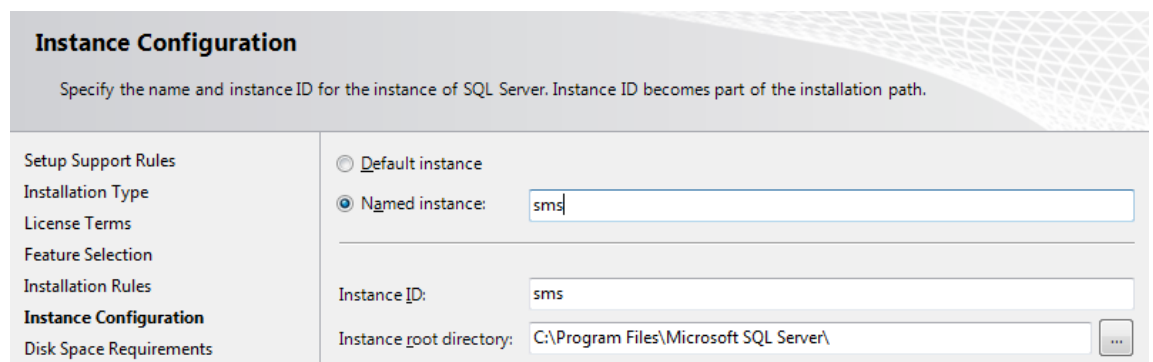 Instance Configuration
Specify the name and instance ID for the instance of SQL Server. Instance ID becomes part of the installation path.
Setup Support Rules
Installation Type
License Terms
Feature Selection
Installation Rules
Instance Configuration
Disk Space Requirements
Default instance
Named instance: sms
Instance ID: sms
Instance root directory: C:\Program Files\Microsoft SQL Server\ ...